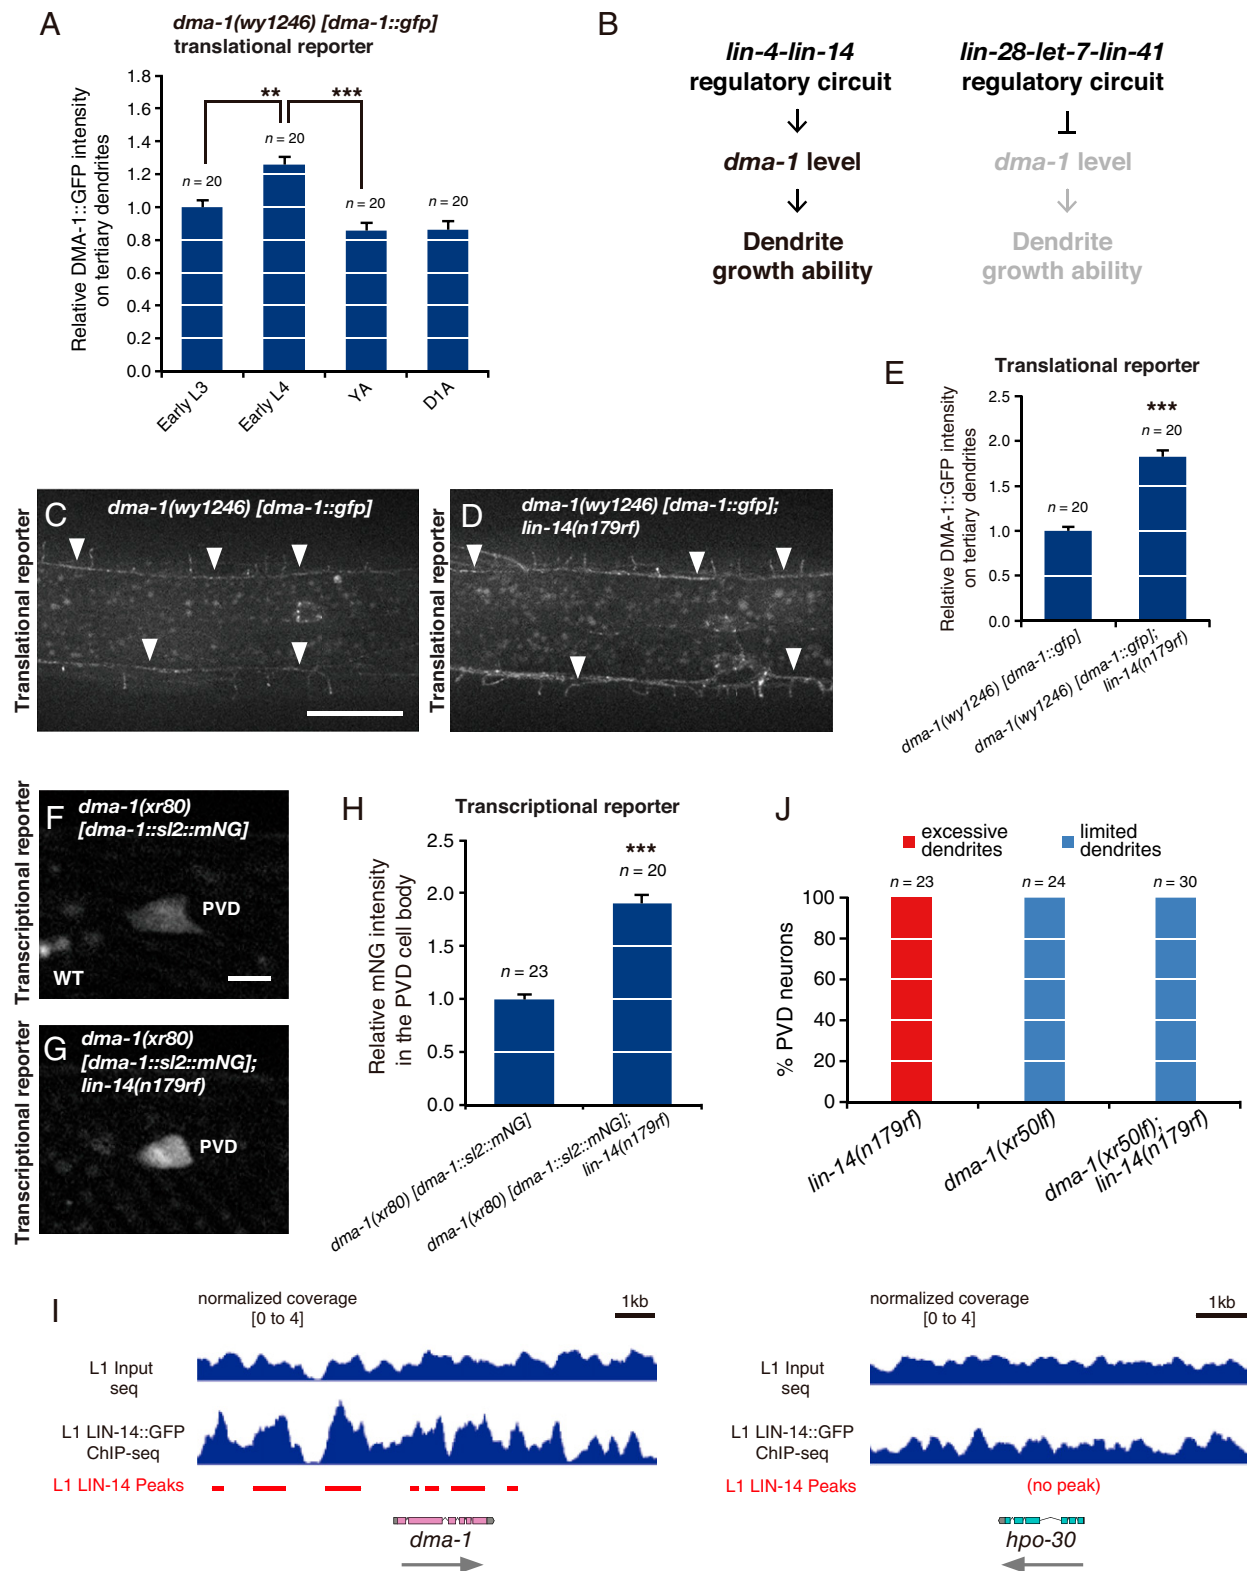 A
dma-1(wy1246) [dma-1::gfp]
translational reporter
Relative DMA-1::GFP intensity
on tertiary dendrites
1.8
1.6
1.4
1.2
1.0
0.8
0.6
0.4
0.2
0.0
**
***
n = 20
n = 20
n = 20
n = 20
Early L3
Early L4
YA
D1A
B
lin-4-lin-14
regulatory circuit
dma-1 level
Dendrite
growth ability
lin-28-let-7-lin-41
regulatory circuit
dma-1 level
Dendrite
growth ability
Translational reporter
C
dma-1(wy1246) [dma-1::gfp]
Translational reporter
D
dma-1(wy1246) [dma-1::gfp];
lin-14(n179rf)
E
Translational reporter
Relative DMA-1::GFP intensity
on tertiary dendrites
2.5
2.0
1.5
1.0
0.5
0.0
n = 20
***
n = 20
dma-1(wy1246) [dma-1::gfp]
dma-1(wy1246) [dma-1::gfp];
lin-14(n179rf)
Transcriptional reporter
F
dma-1(xr80)
[dma-1::sl2::mNG]
PVD
WT
Transcriptional reporter
G
dma-1(xr80)
[dma-1::sl2::mNG];
lin-14(n179rf)
PVD
H
Transcriptional reporter
Relative mNG intensity
in the PVD cell body
2.5
2.0
1.5
1.0
0.5
0.0
n = 23
***
n = 20
dma-1(xr80) [dma-1::sl2::mNG]
dma-1(xr80) [dma-1::sl2::mNG];
lin-14(n179rf)
J
excessive
dendrites
limited
dendrites
% PVD neurons
100
80
60
40
20
0
n = 23
n = 24
n = 30
lin-14(n179rf)
dma-1(xr50lf)
dma-1(xr50lf);
lin-14(n179rf)
I
normalized coverage
[0 to 4]
1kb
L1 Input
seq
L1 LIN-14::GFP
ChIP-seq
L1 LIN-14 Peaks
dma-1
normalized coverage
[0 to 4]
1kb
L1 Input
seq
L1 LIN-14::GFP
ChIP-seq
L1 LIN-14 Peaks
(no peak)
hpo-30